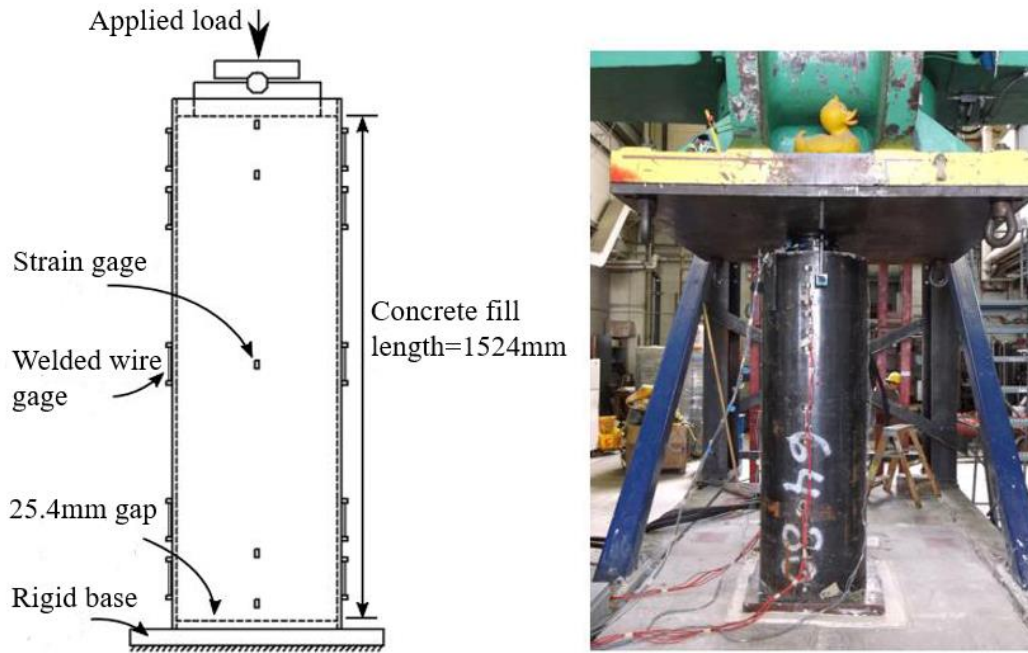 Applied load
Strain gage
Welded wire
gage
Concrete fill
length=1524mm
25.4mm gap
Rigid base